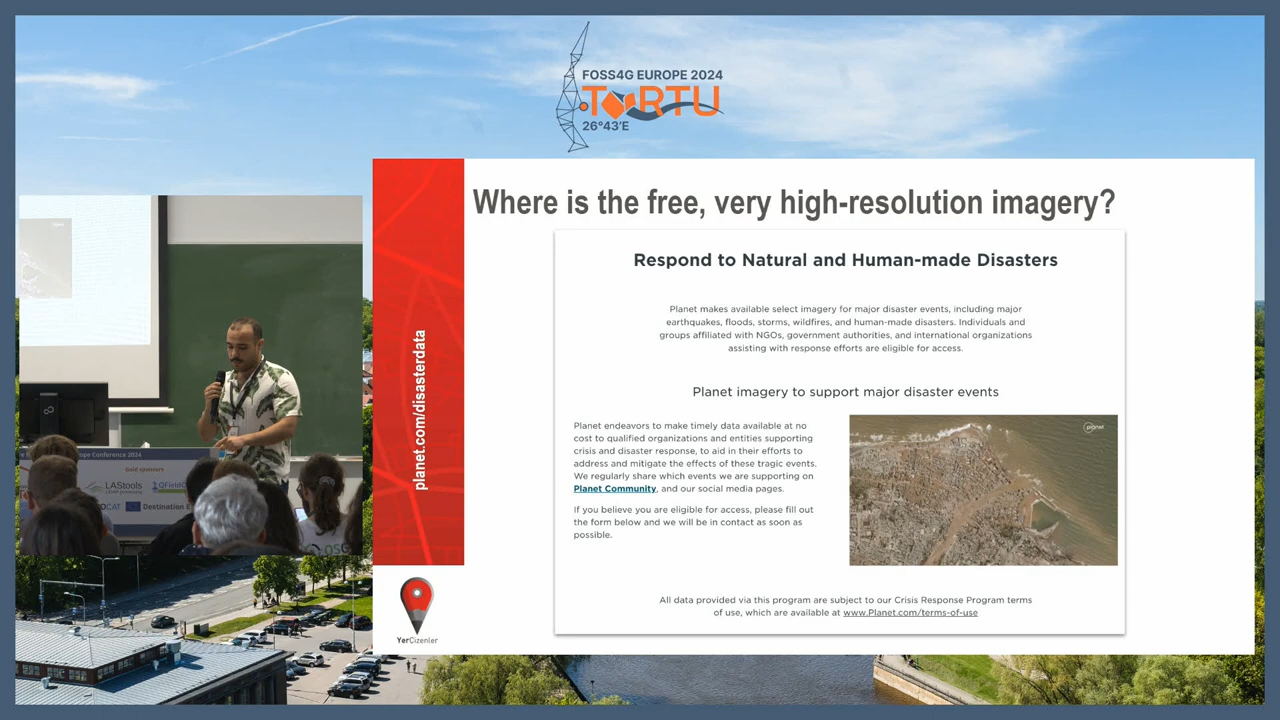 FOSS4G EUROPE 2024
TORTU
26°43'E
Where is the free, very high-resolution imagery?
Respond to Natural and Human-made Disasters
Planet makes available select imagery for major disaster events, including major
earthquakes, floods, storms, wildfires, and human-made disasters. Individuals and
groups affiliated with NGOs, government authorities, and international organizations
assisting with response efforts are eligible for access.
Planet imagery to support major disaster events
Planet endeavors to make timely data available at no
cost to qualified organizations and entities supporting
crisis and disaster response, to aid in their efforts to
address and mitigate the effects of these tragic events.
We regularly share which events we are supporting on
Planet Community, and our social media pages.
If you believe you are eligible for access, please fill out
the form below and we will be in contact as soon as
possible.
planet
All data provided via this program are subject to our Crisis Response Program terms
of use, which are available at www.Planet.com/terms-of-use
planet.com/disasterdata
YerCizenler
Europe Conference 2024
Gold sponsors
LAStools
QField
Destination